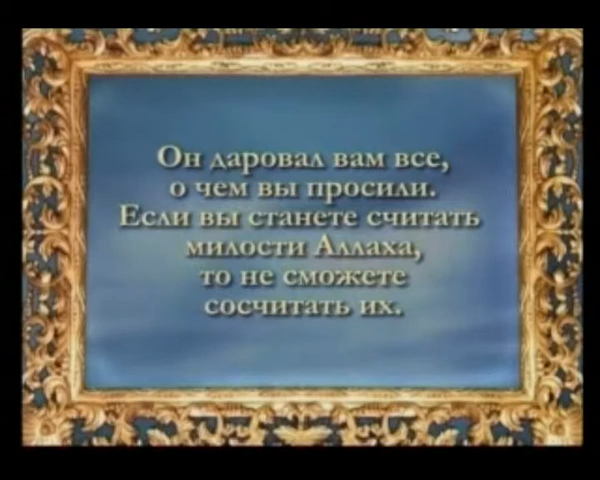 Он даровал вам все,
о чем вы просили.
Если вы станете считать
милости Аллаха,
то не сможете
сосчитать их.